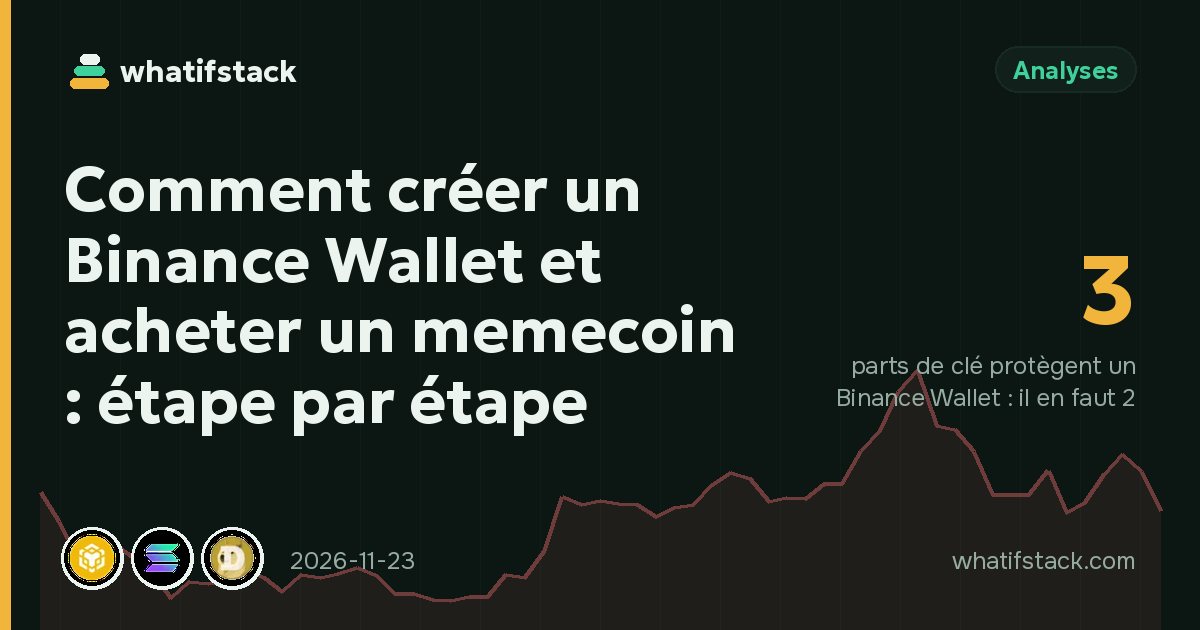 whatifstack
Analyses
Comment créer un
Binance Wallet et
acheter un memecoin
: étape par étape
3
parts de clé protègent un
Binance Wallet : il en faut 2
2026-11-23
whatifstack.com